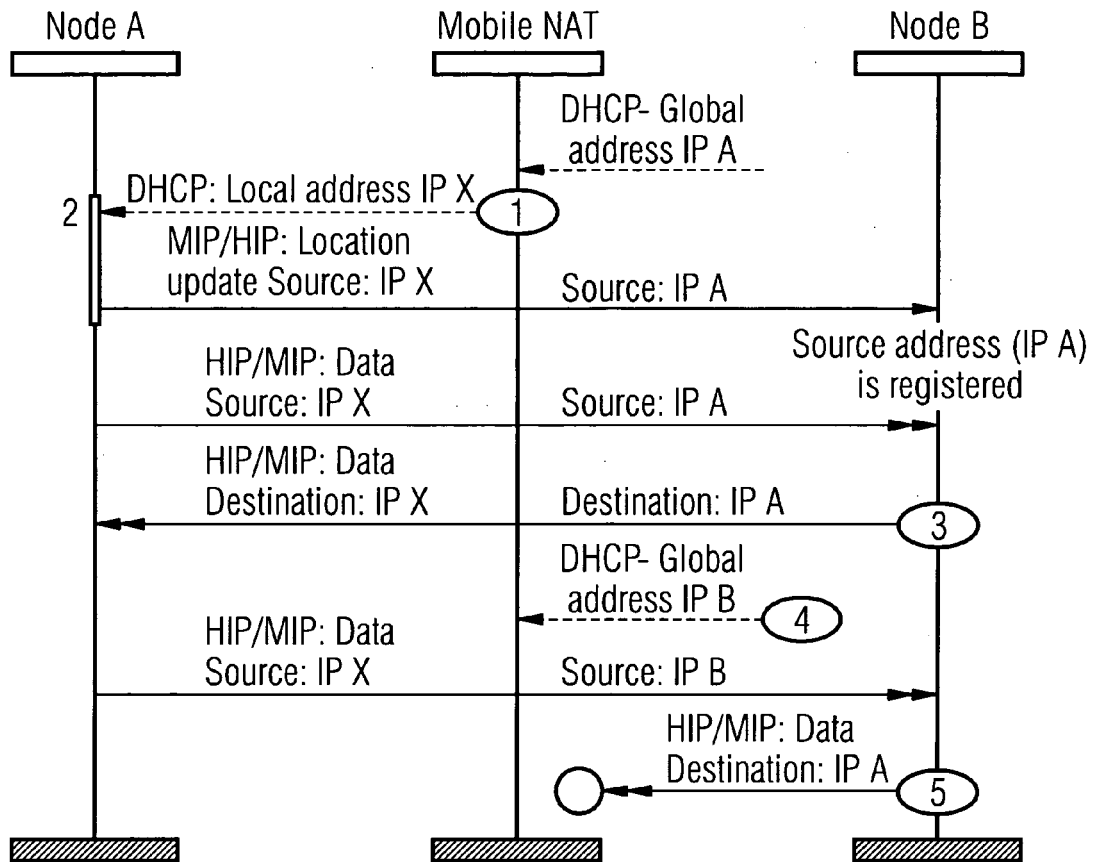 Node A
Mobile NAT
Node B
DHCP- Global
address IP A
DHCP: Local address IP X
1
2
MIP/HIP: Location
update Source: IP X
Source: IP A
Source address (IP A)
is registered
HIP/MIP: Data
Source: IP X
Source: IP A
HIP/MIP: Data
Destination: IP X
Destination: IP A
3
DHCP- Global
address IP B
4
HIP/MIP: Data
Source: IP X
Source: IP B
HIP/MIP: Data
Destination: IP A
5